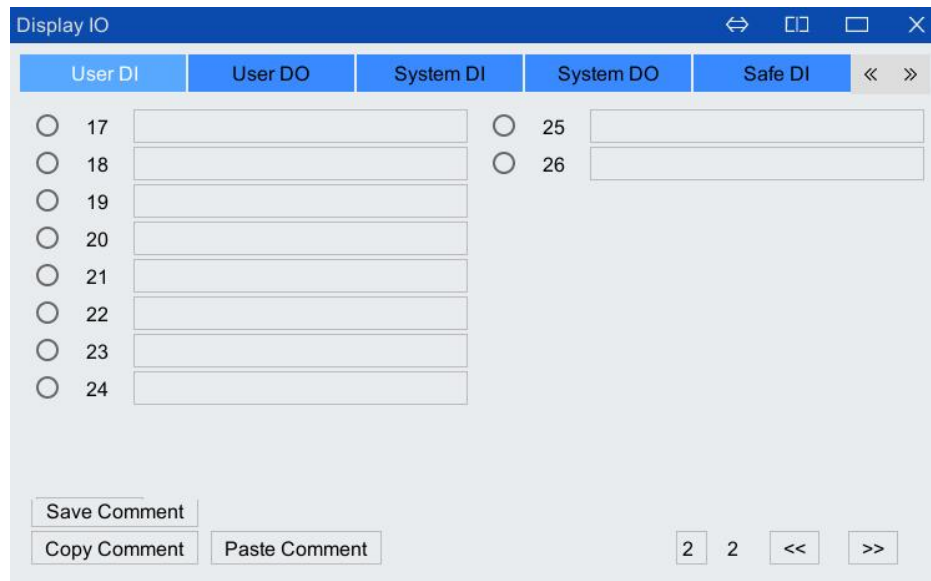 Display IO
User DI User DO System DI System DO Safe DI « »
17 25
18 26
19
20
21
22
23
24
Save Comment
Copy Comment Paste Comment 2 2 << >>